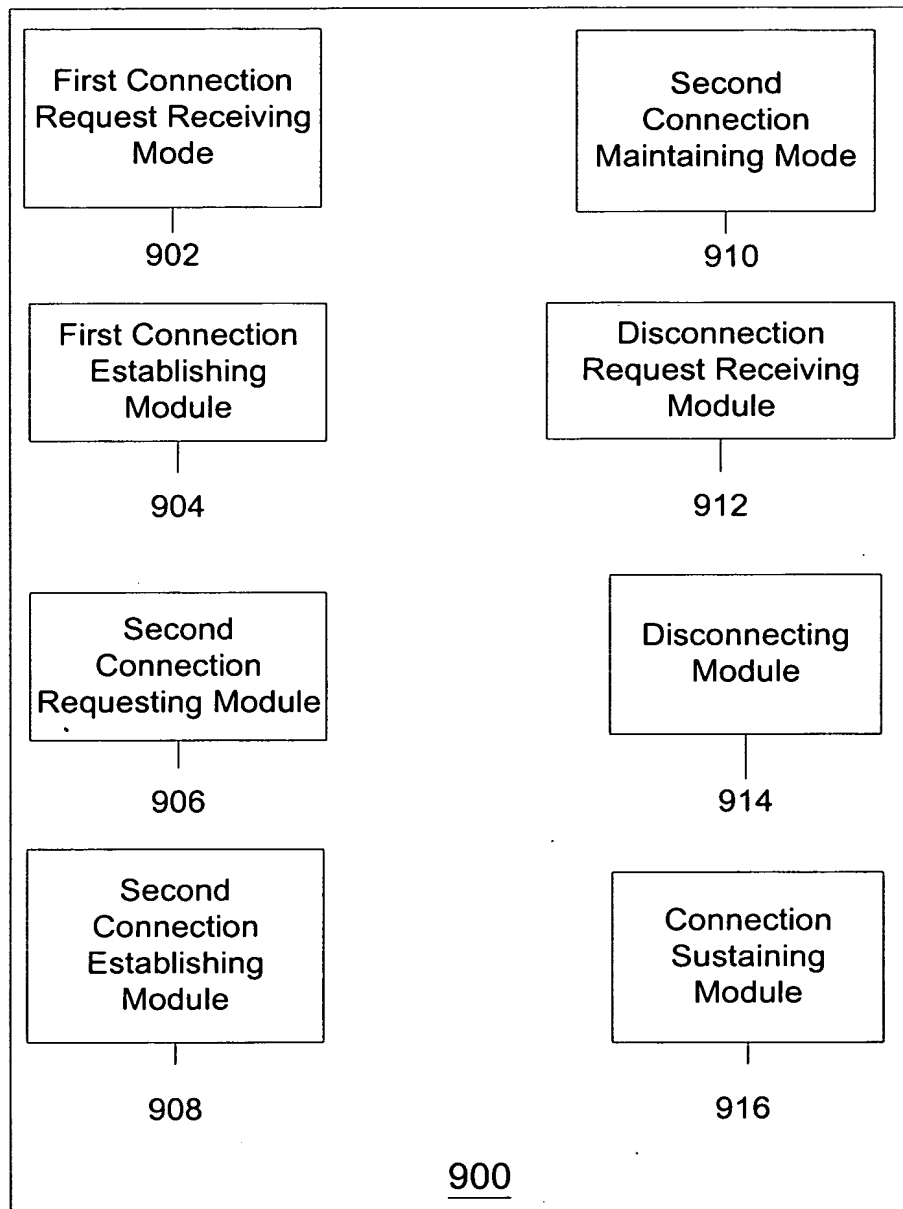 First Connection
Request Receiving
Mode
902
First Connection
Establishing
Module
904
Second
Connection
Requesting Module
906
Second
Connection
Establishing
Module
908
Second
Connection
Maintaining Mode
910
Disconnection
Request Receiving
Module
912
Disconnecting
Module
914
Connection
Sustaining
Module
916
900